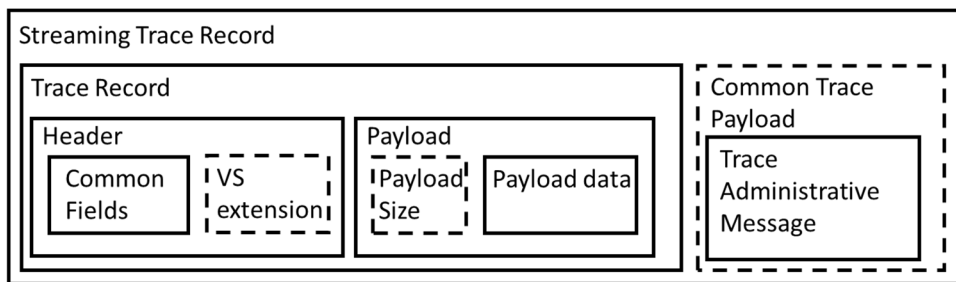 Streaming Trace Record
Trace Record
Header
Common
Fields
VS
extension
Payload
Payload
Size
Payload data
Common Trace
Payload
Trace
Administrative
Message